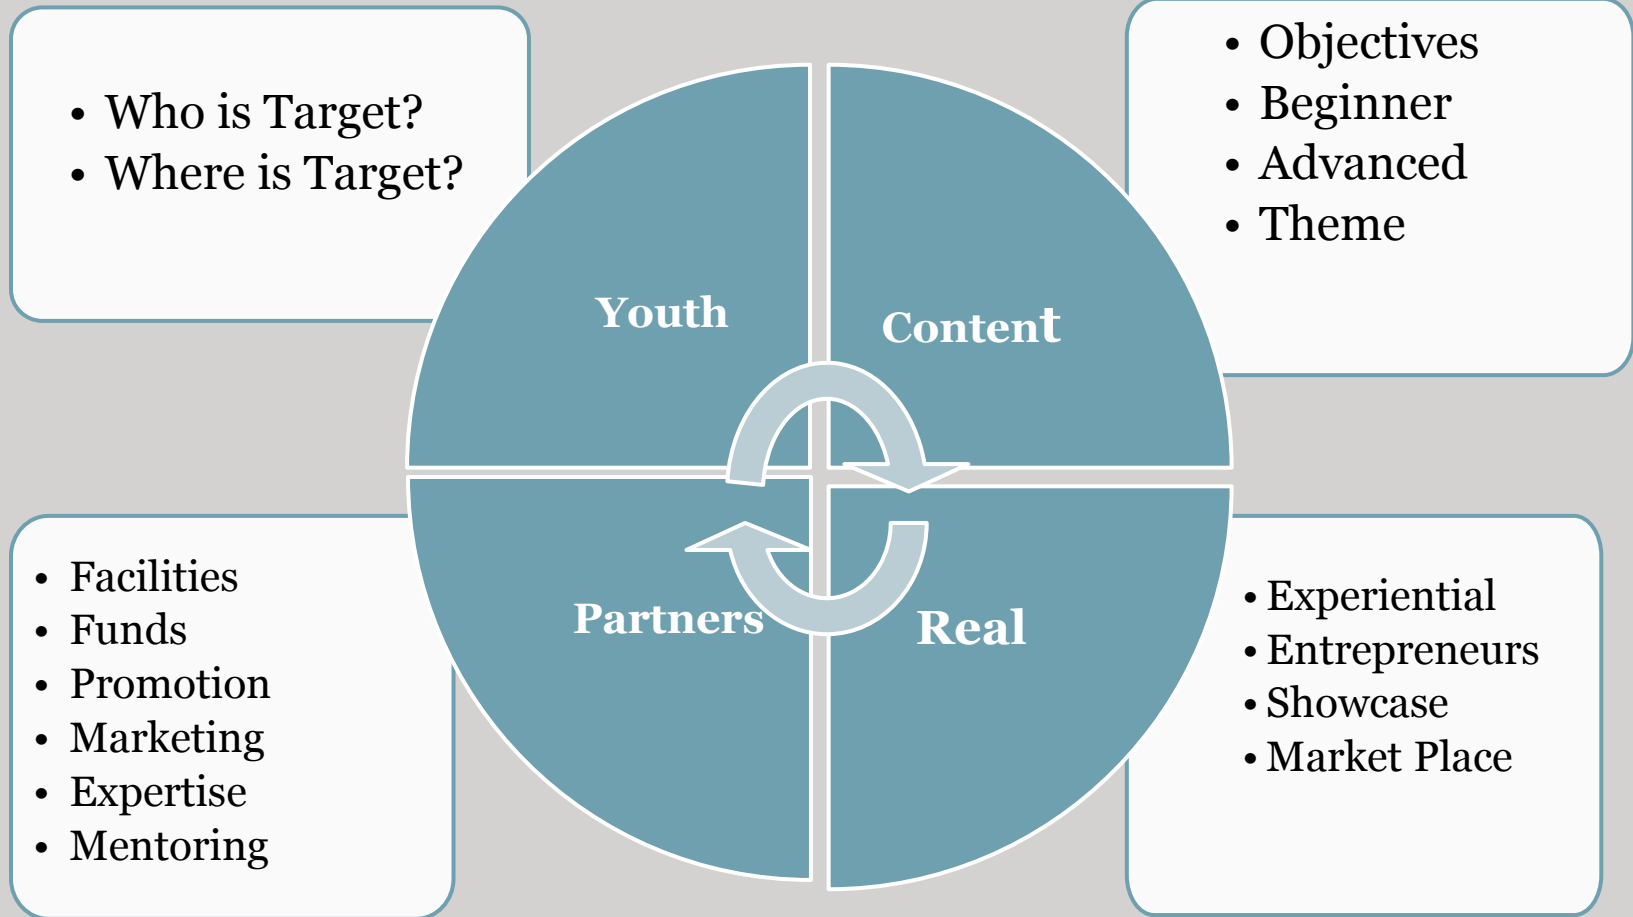 • Who is Target?
• Where is Target?
• Objectives
• Beginner
• Advanced
• Theme
Youth
Content
Partners
Real
• Facilities
• Funds
• Promotion
• Marketing
• Expertise
• Mentoring
• Experiential
• Entrepreneurs
• Showcase
• Market Place